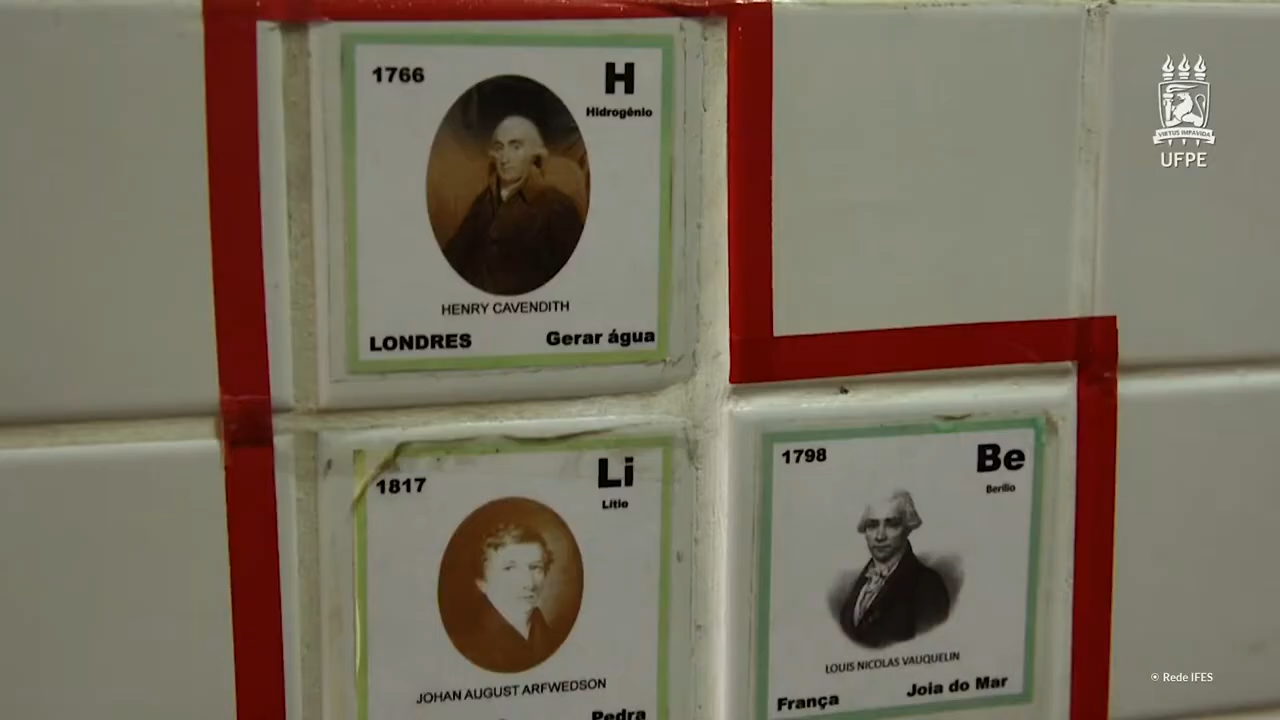 1766
H
Hidrogênio
HENRY CAVENDITH
LONDRES
Gerar água
1817
Li
Lítio
JOHAN AUGUST ARFWEDSON
Pedra
1798
Be
Berílio
LOUIS NICOLAS VAUQUELIN
França
Joia do Mar
VIRTUS IMPAVIDA
UFPE
Rede IFES